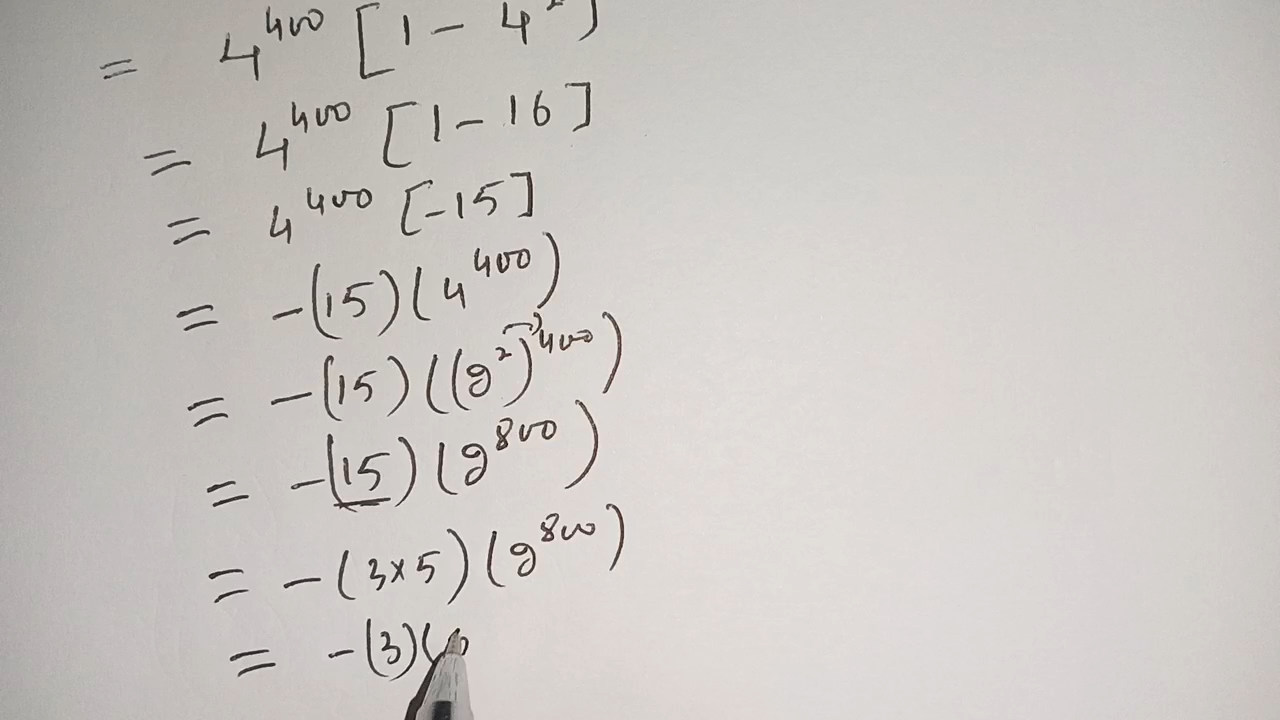 = 4^400 [1 - 4^2]
= 4^400 [1 - 16]
= 4^400 [-15]
= -(15)(4^400)
= -(15)((2^2)^400)
= -(15)(2^800)
= -(3×5)(2^800)
= -(3)(